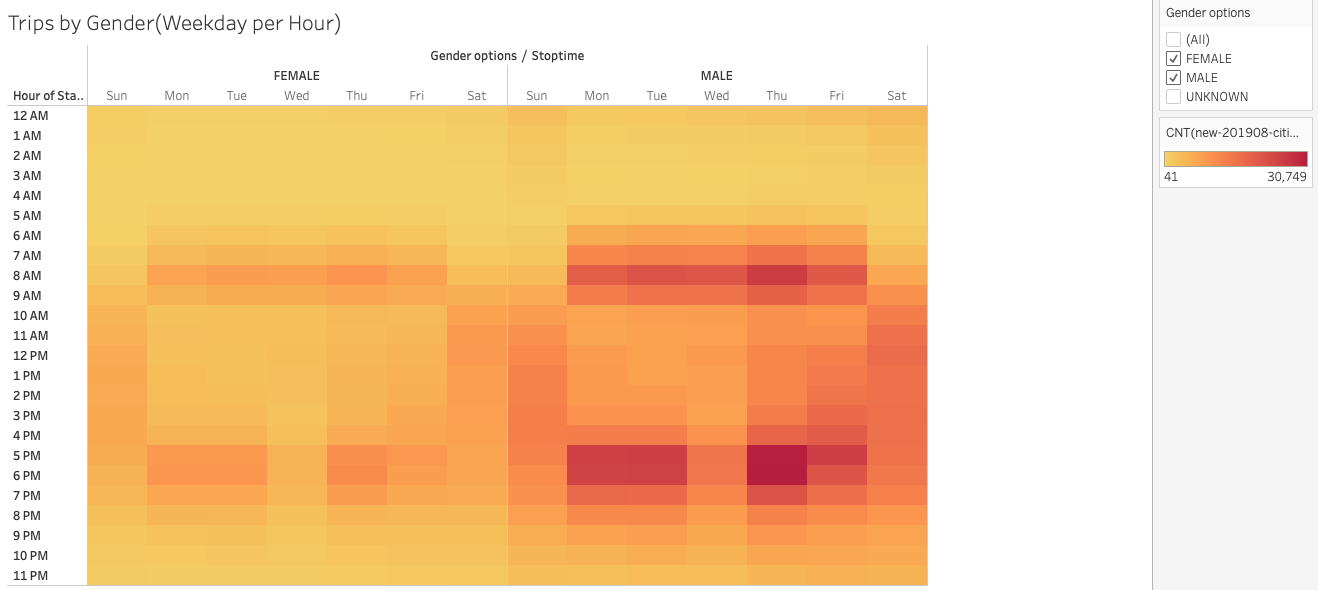 Trips by Gender(Weekday per Hour)
Gender options / Stoptime
FEMALE MALE
Hour of Sta.. Sun Mon Tue Wed Thu Fri Sat Sun Mon Tue Wed Thu Fri Sat
12 AM
1 AM
2 AM
3 AM
4 AM
5 AM
6 AM
7 AM
8 AM
9 AM
10 AM
11 AM
12 PM
1 PM
2 PM
3 PM
4 PM
5 PM
6 PM
7 PM
8 PM
9 PM
10 PM
11 PM
Gender options
(All)
FEMALE
MALE
UNKNOWN
CNT(new-201908-citi...
41 30,749